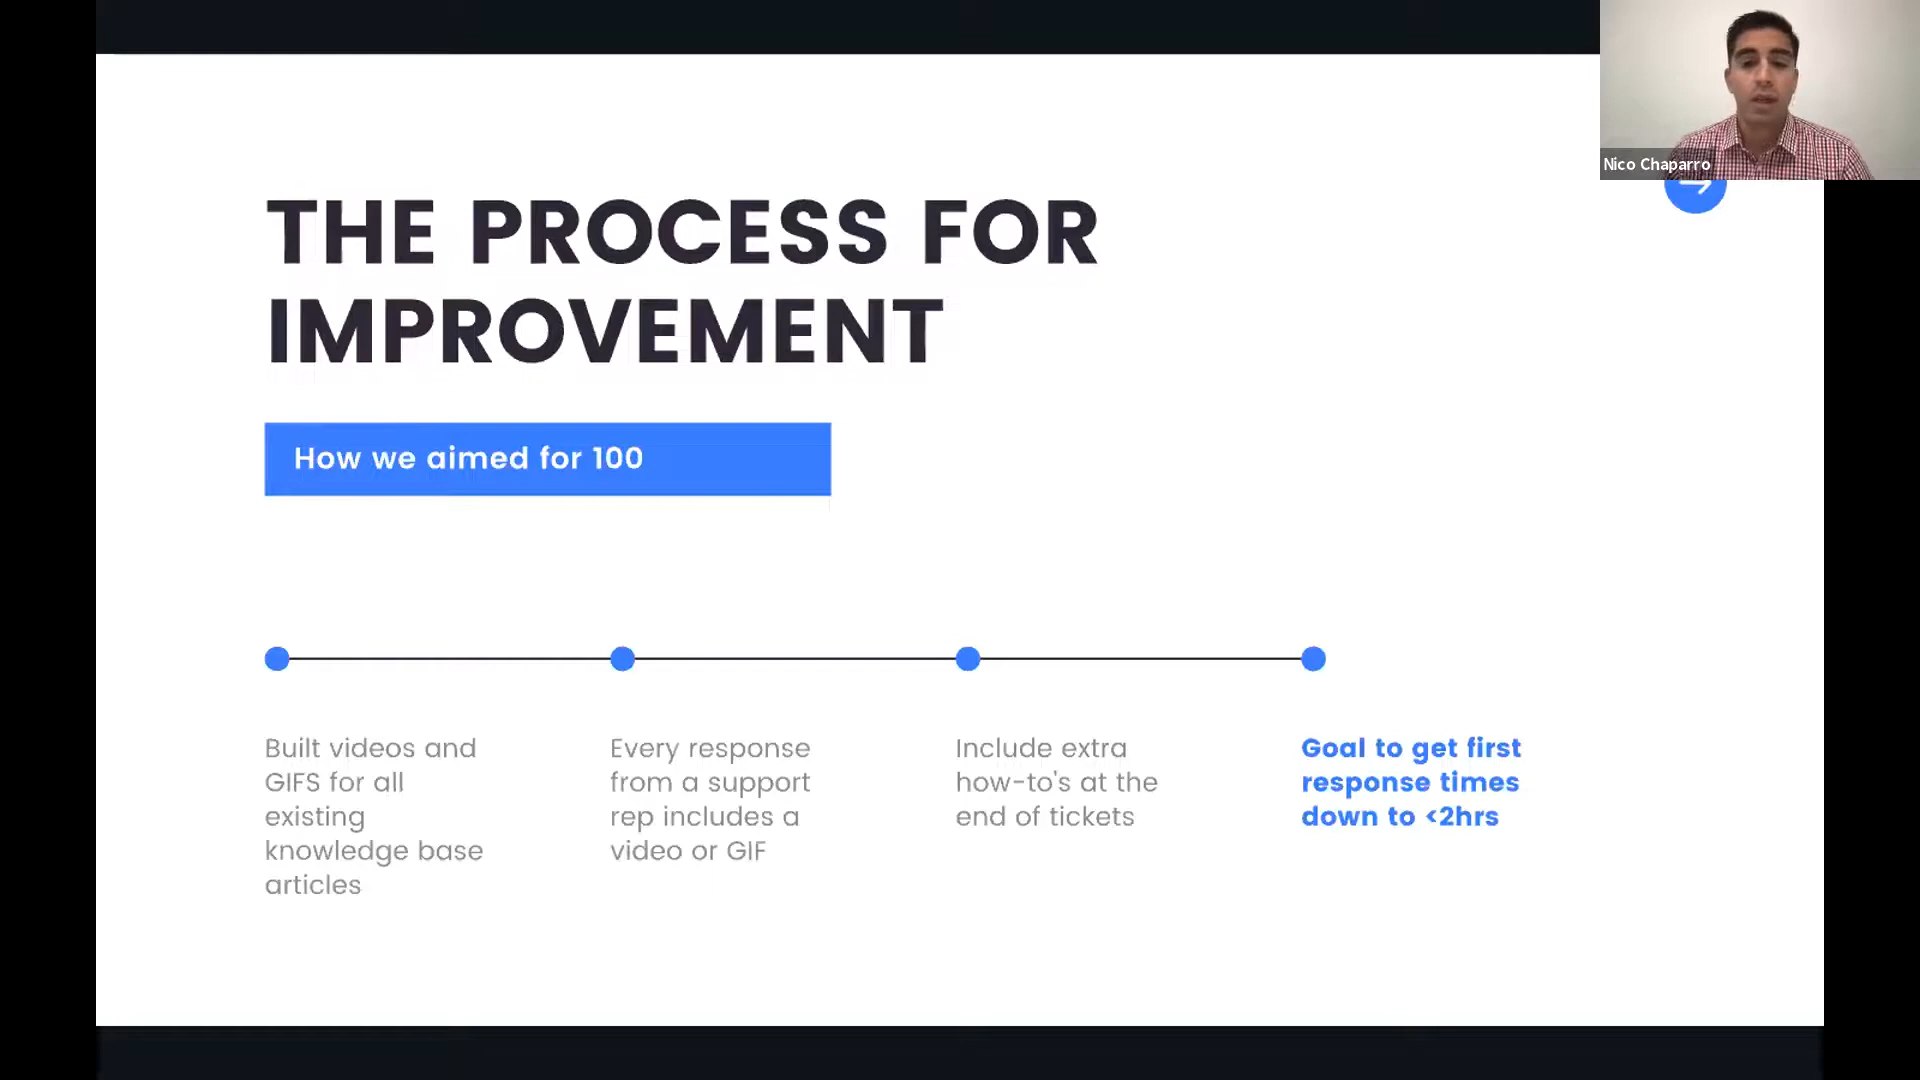 Nico Chaparro
THE PROCESS FOR
IMPROVEMENT
How we aimed for 100
Built videos and
GIFS for all
existing
knowledge base
articles
Every response
from a support
rep includes a
video or GIF
Include extra
how-to's at the
end of tickets
Goal to get first
response times
down to <2hrs